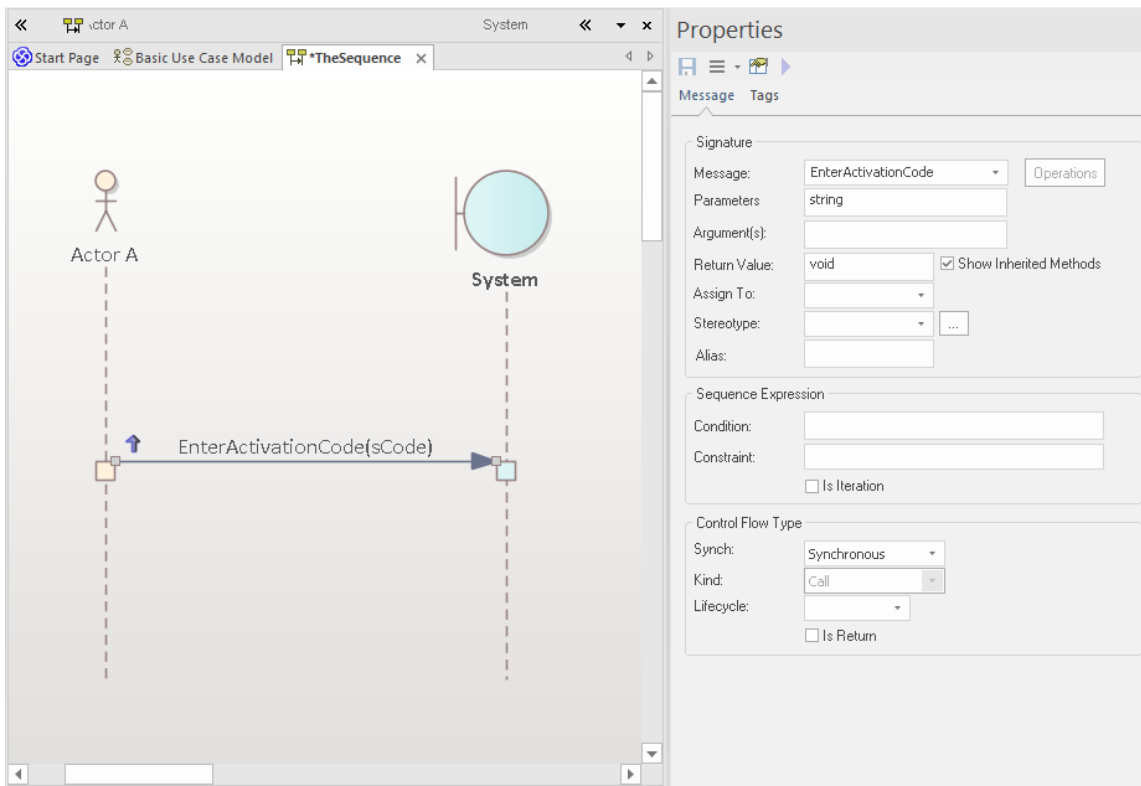 ctor A System
Start Page Basic Use Case Model *TheSequence
Actor A
System
EnterActivationCode(sCode)
Properties
Message Tags
Signature
Message: EnterActivationCode Operations
Parameters string
Argument(s):
Return Value: void Show Inherited Methods
Assign To:
Stereotype: ...
Alias:
Sequence Expression
Condition:
Constraint:
Is Iteration
Control Flow Type
Synch: Synchronous
Kind: Call
Lifecycle:
Is Return